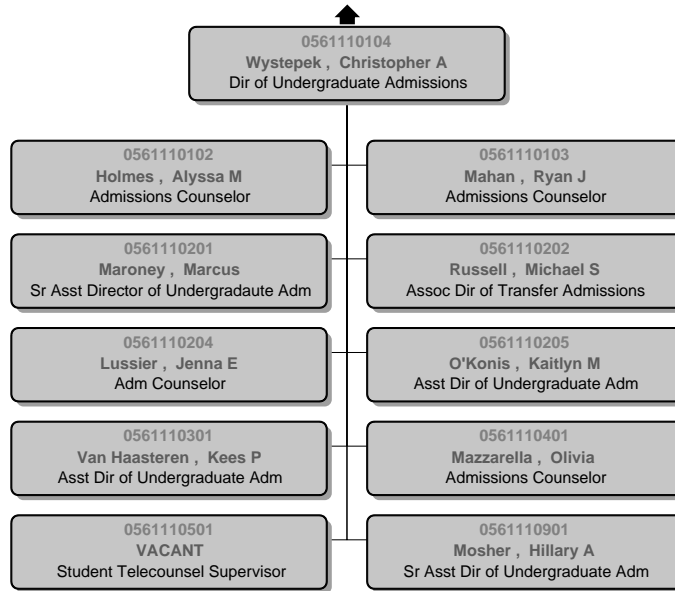 0561110104
Wystepek , Christopher A
Dir of Undergraduate Admissions
0561110102
Holmes , Alyssa M
Admissions Counselor
0561110103
Mahan , Ryan J
Admissions Counselor
0561110201
Maroney , Marcus
Sr Asst Director of Undergradaute Adm
0561110202
Russell , Michael S
Assoc Dir of Transfer Admissions
0561110204
Lussier , Jenna E
Adm Counselor
0561110205
O'Konis , Kaitlyn M
Asst Dir of Undergraduate Adm
0561110301
Van Haasteren , Kees P
Asst Dir of Undergraduate Adm
0561110401
Mazzarella , Olivia
Admissions Counselor
0561110501
VACANT
Student Telecounsel Supervisor
0561110901
Mosher , Hillary A
Sr Asst Dir of Undergraduate Adm